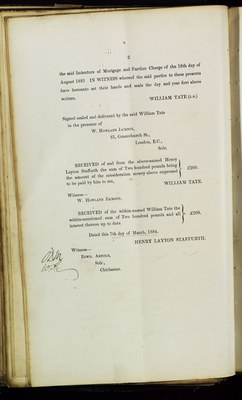 2
the said Indenture of Mortgage and Further Charge of the 18th day of
August 1882 IN WITNESS whereof the said parties to these presents
have hereunto set their hands and seals the day and year first above
written.
WILLIAM TATE (L.S.)
Signed sealed and delivered by the said William Tate
in the presence of
W. HOWLAND JACKSON,
Gracechurch St.,
London, E.C.,
Solr.
RECEIVED of and from the above-named Henry
Layton Staffurth the sum of Two hundred pounds being
the amount of the consideration money above expressed
to be paid by him to me,
£200.
WILLIAM TATE.
Witness—
W. HOWLAND JACKSON.
RECEIVED of the within-named William Tate the
within-mentioned sum of Two hundred pounds and all
interest thereon up to date
£200.
Dated this 7th day of March, 1884.
HENRY LAYTON STAFFURTH.
Witness—
EDWD. ARNOLD,
Solr.,
Chichester.